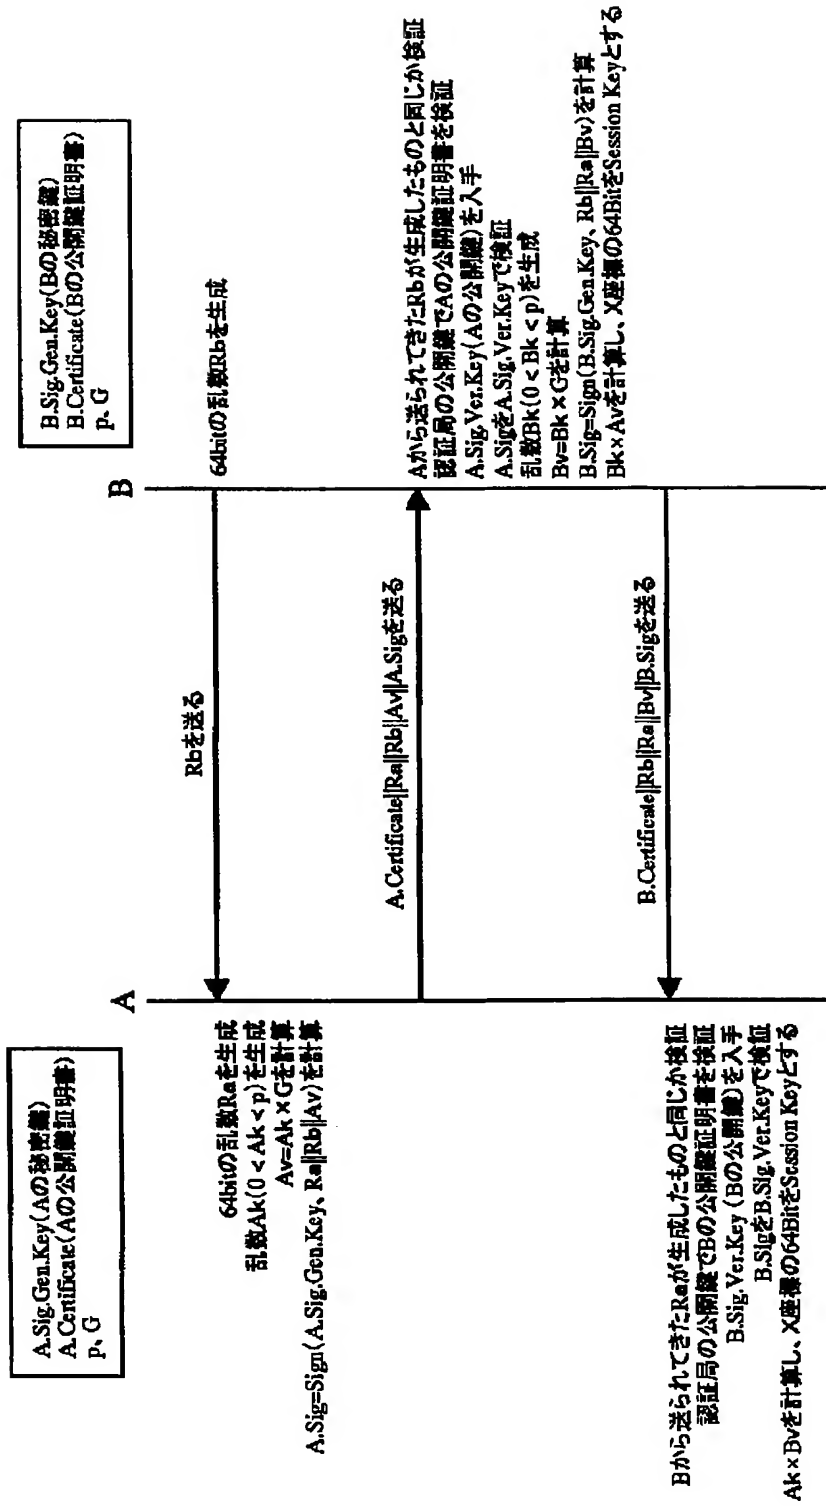 A
A.Sig.Gen.Key(Aの秘密鍵)
A.Certificate(Aの公開鍵証明書)
p、G
B
B.Sig.Gen.Key(Bの秘密鍵)
B.Certificate(Bの公開鍵証明書)
p、G
64bitの乱数Rbを生成
Rbを送る
64bitの乱数Raを生成
乱数Ak(0 < Ak < p)を生成
Av=Ak×Gを計算
A.Sig=Sign(A.Sig.Gen.Key、Ra||Rb||Av)を計算
A.Certificate||Ra||Rb||Av||A.Sigを送る
Aから送られてきたRbが生成したものと同じか検証
認証局の公開鍵でAの公開鍵証明書を検証
A.Sig.Ver.Key(Aの公開鍵)を入手
A.SigをA.Sig.Ver.Keyで検証
乱数Bk(0 < Bk < p)を生成
Bv=Bk×Gを計算
B.Sig=Sign(B.Sig.Gen.Key、Rb||Ra||Bv)を計算
Bk×Avを計算し、X座標の64BitをSession Keyとする
B.Certificate||Rb||Ra||Bv||B.Sigを送る
Bから送られてきたRaが生成したものと同じか検証
認証局の公開鍵でBの公開鍵証明書を検証
B.Sig.Ver.Key (Bの公開鍵)を入手
B.SigをB.Sig.Ver.Keyで検証
Ak×Bvを計算し、X座標の64BitをSession Keyとする